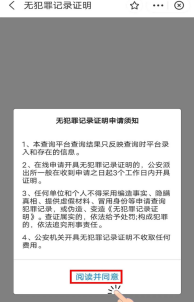 无犯罪记录证明
无犯罪记录证明申请须知
1、本查询平台查询结果只反映查询时平台录
入和存在的信息。
2、在线申请开具无犯罪记录证明的，公安派
出所一般在收到申请之日起3个工作日内开具
证明。
3、任何单位和个人不得采用编造事实、隐瞒
真相、提供虚假材料、冒用身份等申请查询
犯罪记录，或伪造、变造《无犯罪记录证
明》。查证属实的，依法给予处罚;构成犯罪
的，依法追究刑事责任。
4、公安机关开具无犯罪记录证明不收取任何
费用。
阅读并同意